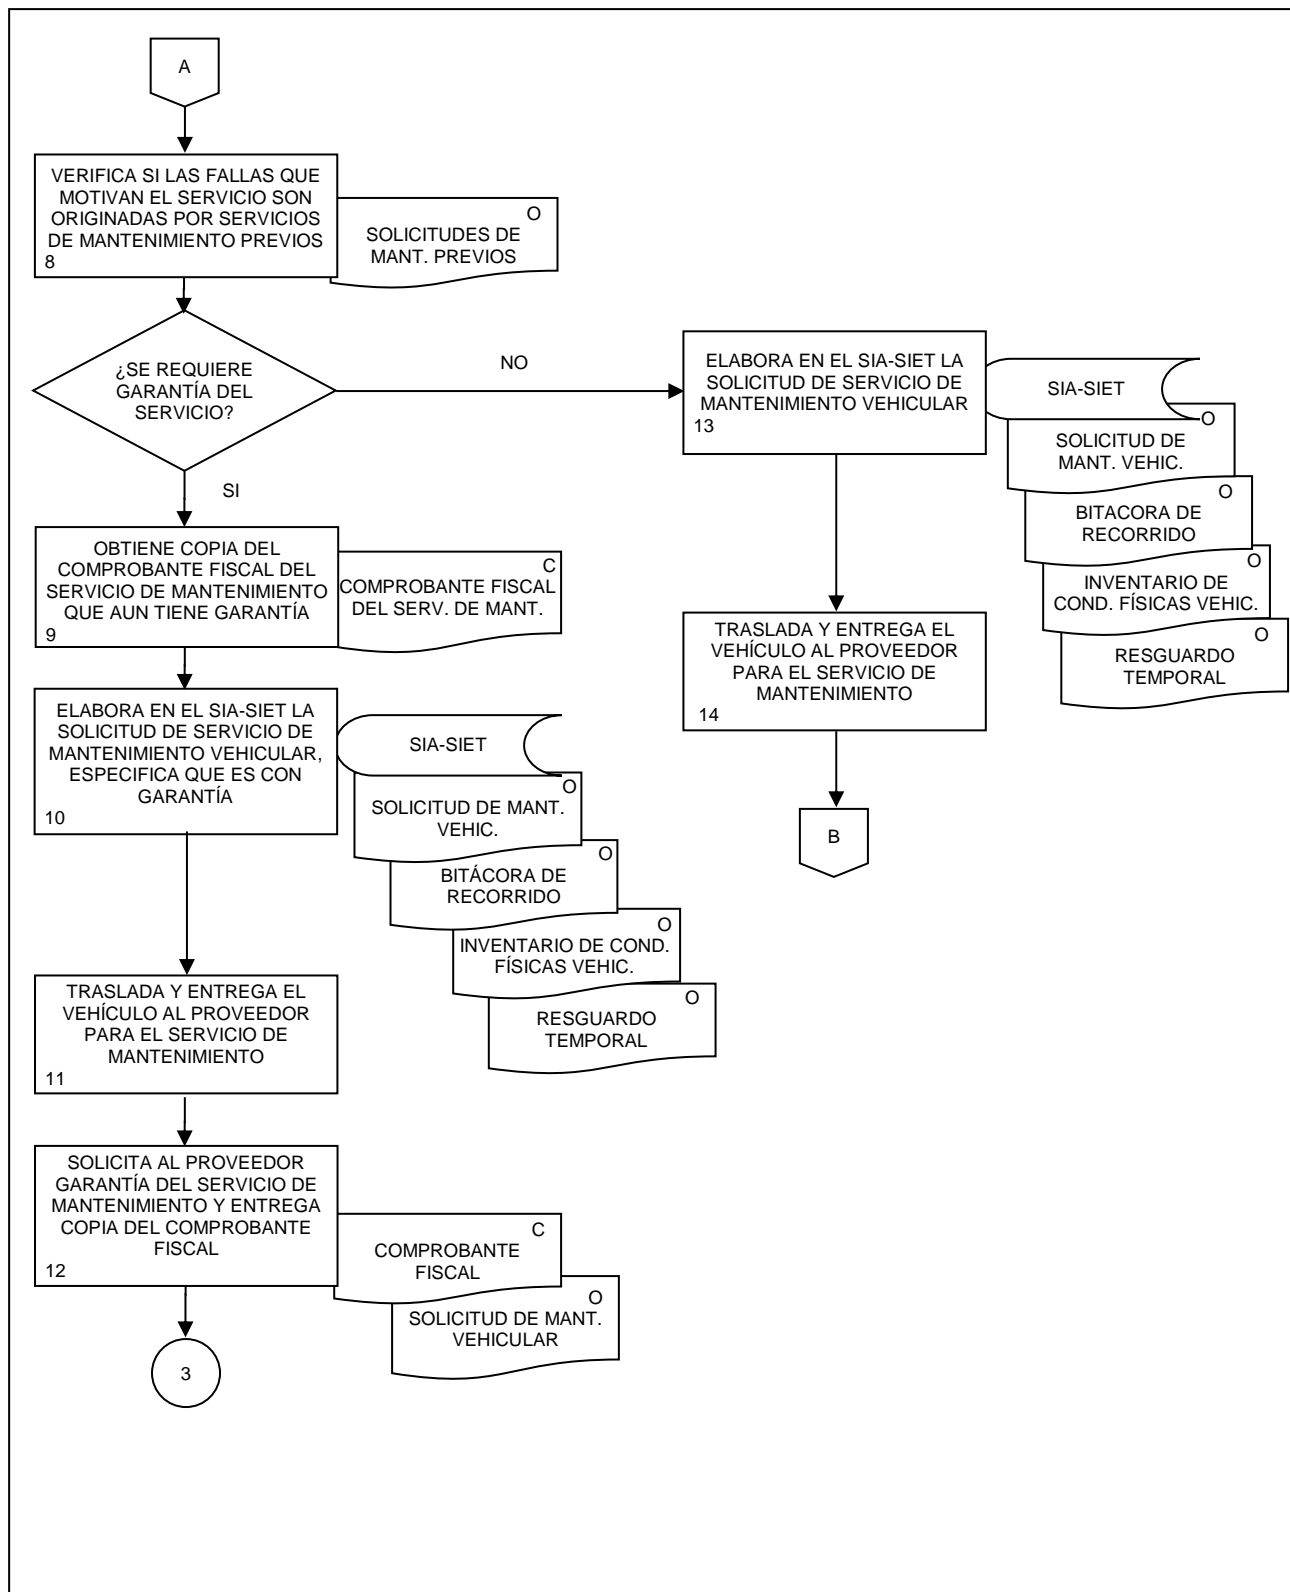 A
VERIFICA SI LAS FALLAS QUE
MOTIVAN EL SERVICIO SON
ORIGINADAS POR SERVICIOS
DE MANTENIMIENTO PREVIOS
8
O
SOLICITUDES DE
MANT. PREVIOS
¿SE REQUIERE
GARANTÍA DEL
SERVICIO?
NO
SI
OBTIENE COPIA DEL
COMPROBANTE FISCAL DEL
SERVICIO DE MANTENIMIENTO
QUE AUN TIENE GARANTÍA
9
C
COMPROBANTE FISCAL
DEL SERV. DE MANT.
ELABORA EN EL SIA-SIET LA
SOLICITUD DE SERVICIO DE
MANTENIMIENTO VEHICULAR,
ESPECIFICA QUE ES CON
GARANTÍA
10
SIA-SIET
O
SOLICITUD DE MANT.
VEHIC.
O
BITÁCORA DE
RECORRIDO
O
INVENTARIO DE COND.
FÍSICAS VEHIC.
O
RESGUARDO
TEMPORAL
TRASLADA Y ENTREGA EL
VEHÍCULO AL PROVEEDOR
PARA EL SERVICIO DE
MANTENIMIENTO
11
SOLICITA AL PROVEEDOR
GARANTÍA DEL SERVICIO DE
MANTENIMIENTO Y ENTREGA
COPIA DEL COMPROBANTE
FISCAL
12
C
COMPROBANTE
FISCAL
O
SOLICITUD DE MANT.
VEHICULAR
3
ELABORA EN EL SIA-SIET LA
SOLICITUD DE SERVICIO DE
MANTENIMIENTO VEHICULAR
13
SIA-SIET
O
SOLICITUD DE
MANT. VEHIC.
O
BITACORA DE
RECORRIDO
O
INVENTARIO DE
COND. FÍSICAS VEHIC.
O
RESGUARDO
TEMPORAL
TRASLADA Y ENTREGA EL
VEHÍCULO AL PROVEEDOR
PARA EL SERVICIO DE
MANTENIMIENTO
14
B